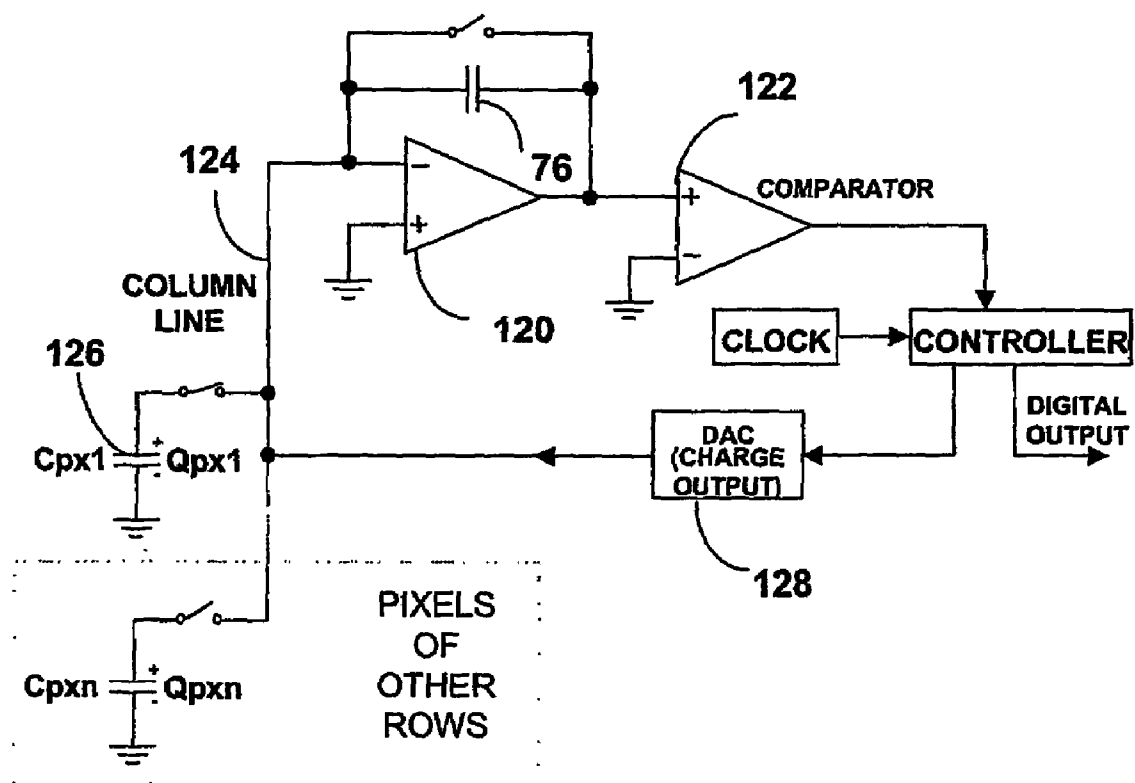 122
76
124
COMPARATOR
COLUMN
LINE
120
CLOCK
CONTROLLER
126
DIGITAL
OUTPUT
DAC
(CHARGE
OUTPUT)
Cpx1
+
Qpx1
-
128
PIXELS
OF
OTHER
ROWS
Cpxn
+
Qpxn
-
-
+
+
-